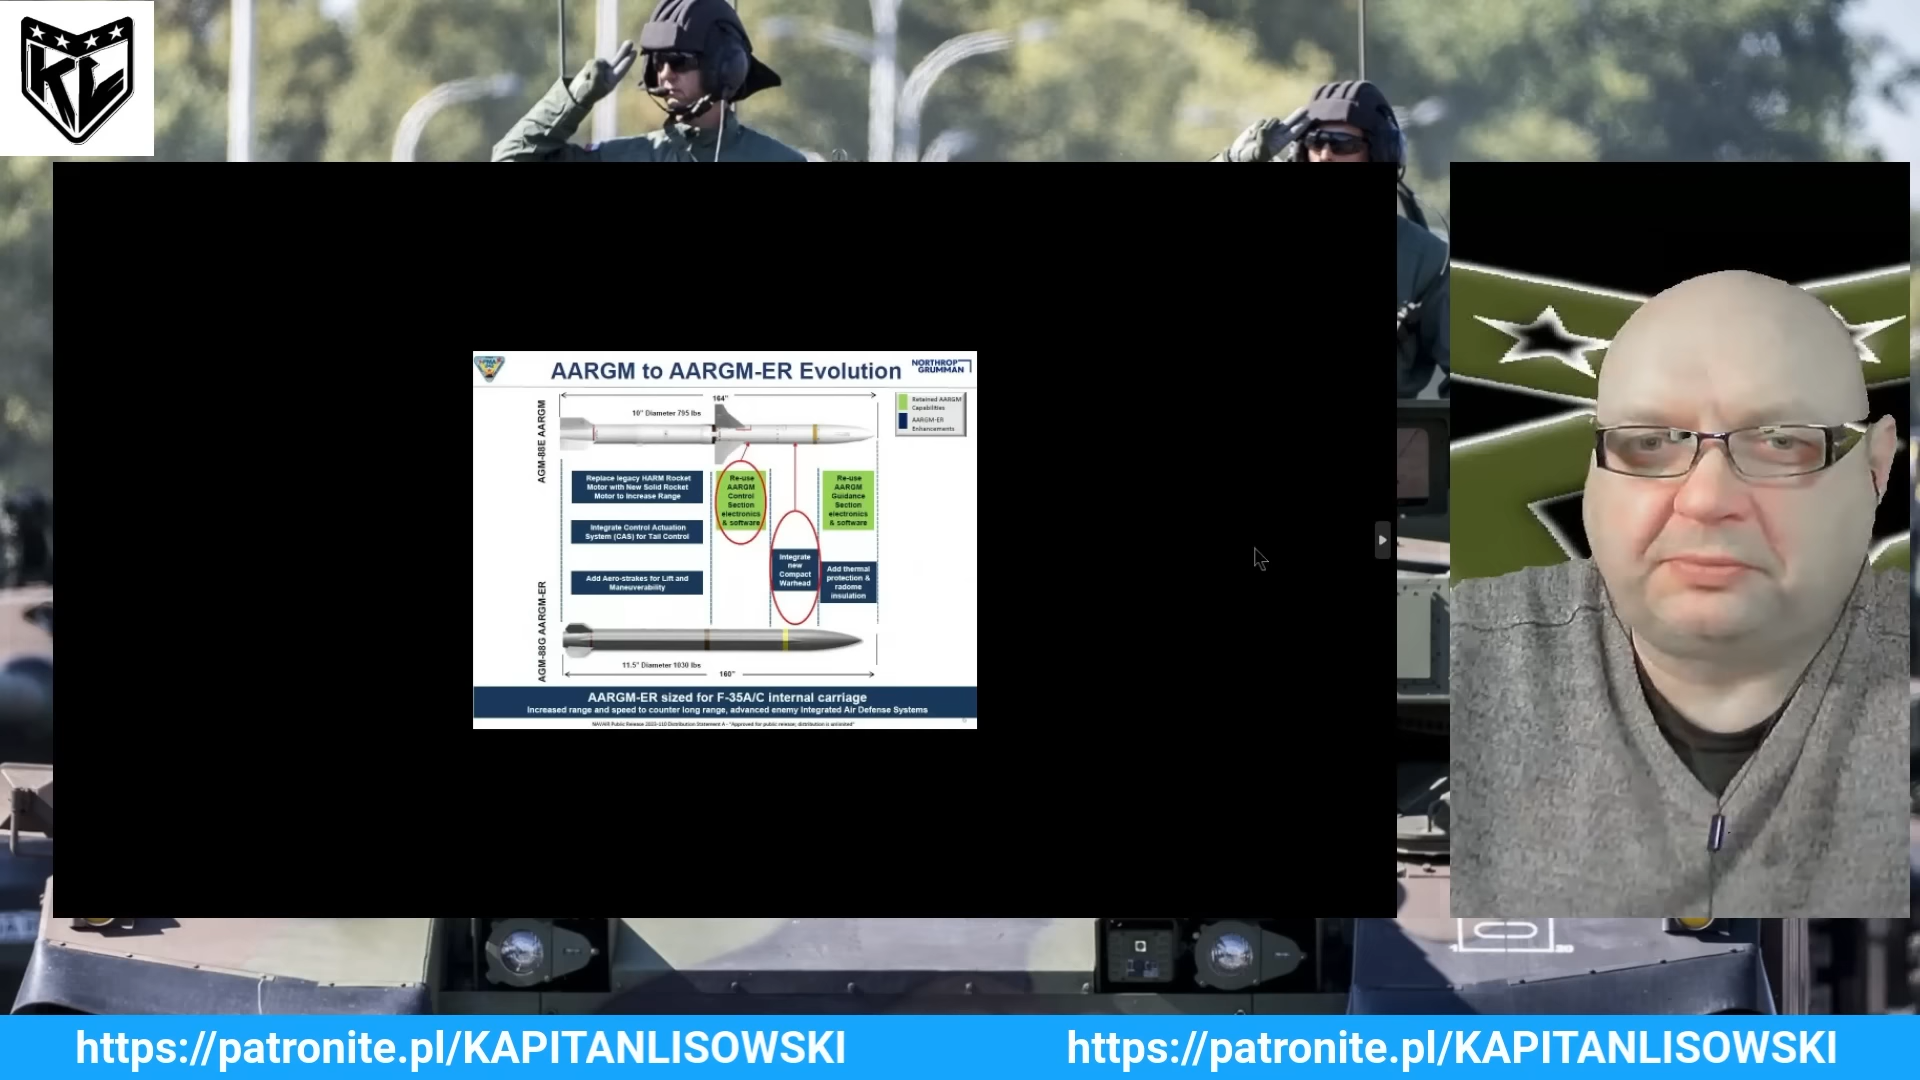 KL
AARGM to AARGM-ER Evolution
NORTHROP
GRUMMAN
164"
10" Diameter 795 lbs
Retained AARGM
Capabilities
AARGM-ER
Enhancements
AGM-88E AARGM
Replace legacy HARM Rocket
Motor with New Solid Rocket
Motor to Increase Range
Re-use
AARGM
Control
Section
electronics
& software
Re-use
AARGM
Guidance
Section
electronics
& software
Integrate Control Actuation
System (CAS) for Tail Control
Integrate
new
Compact
Warhead
Add thermal
protection &
radome
insulation
Add Aero-strakes for Lift and
Maneuverability
AGM-88G AARGM-ER
11.5" Diameter 1030 lbs
160"
AARGM-ER sized for F-35A/C internal carriage
Increased range and speed to counter long range, advanced enemy Integrated Air Defense Systems
https://patronite.pl/KAPITANLISOWSKI
https://patronite.pl/KAPITANLISOWSKI